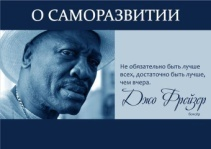 О САМОРАЗВИТИИ
Не обязательно быть лучше
всех, достаточно быть лучше,
чем вчера.
Джо Фрейзер